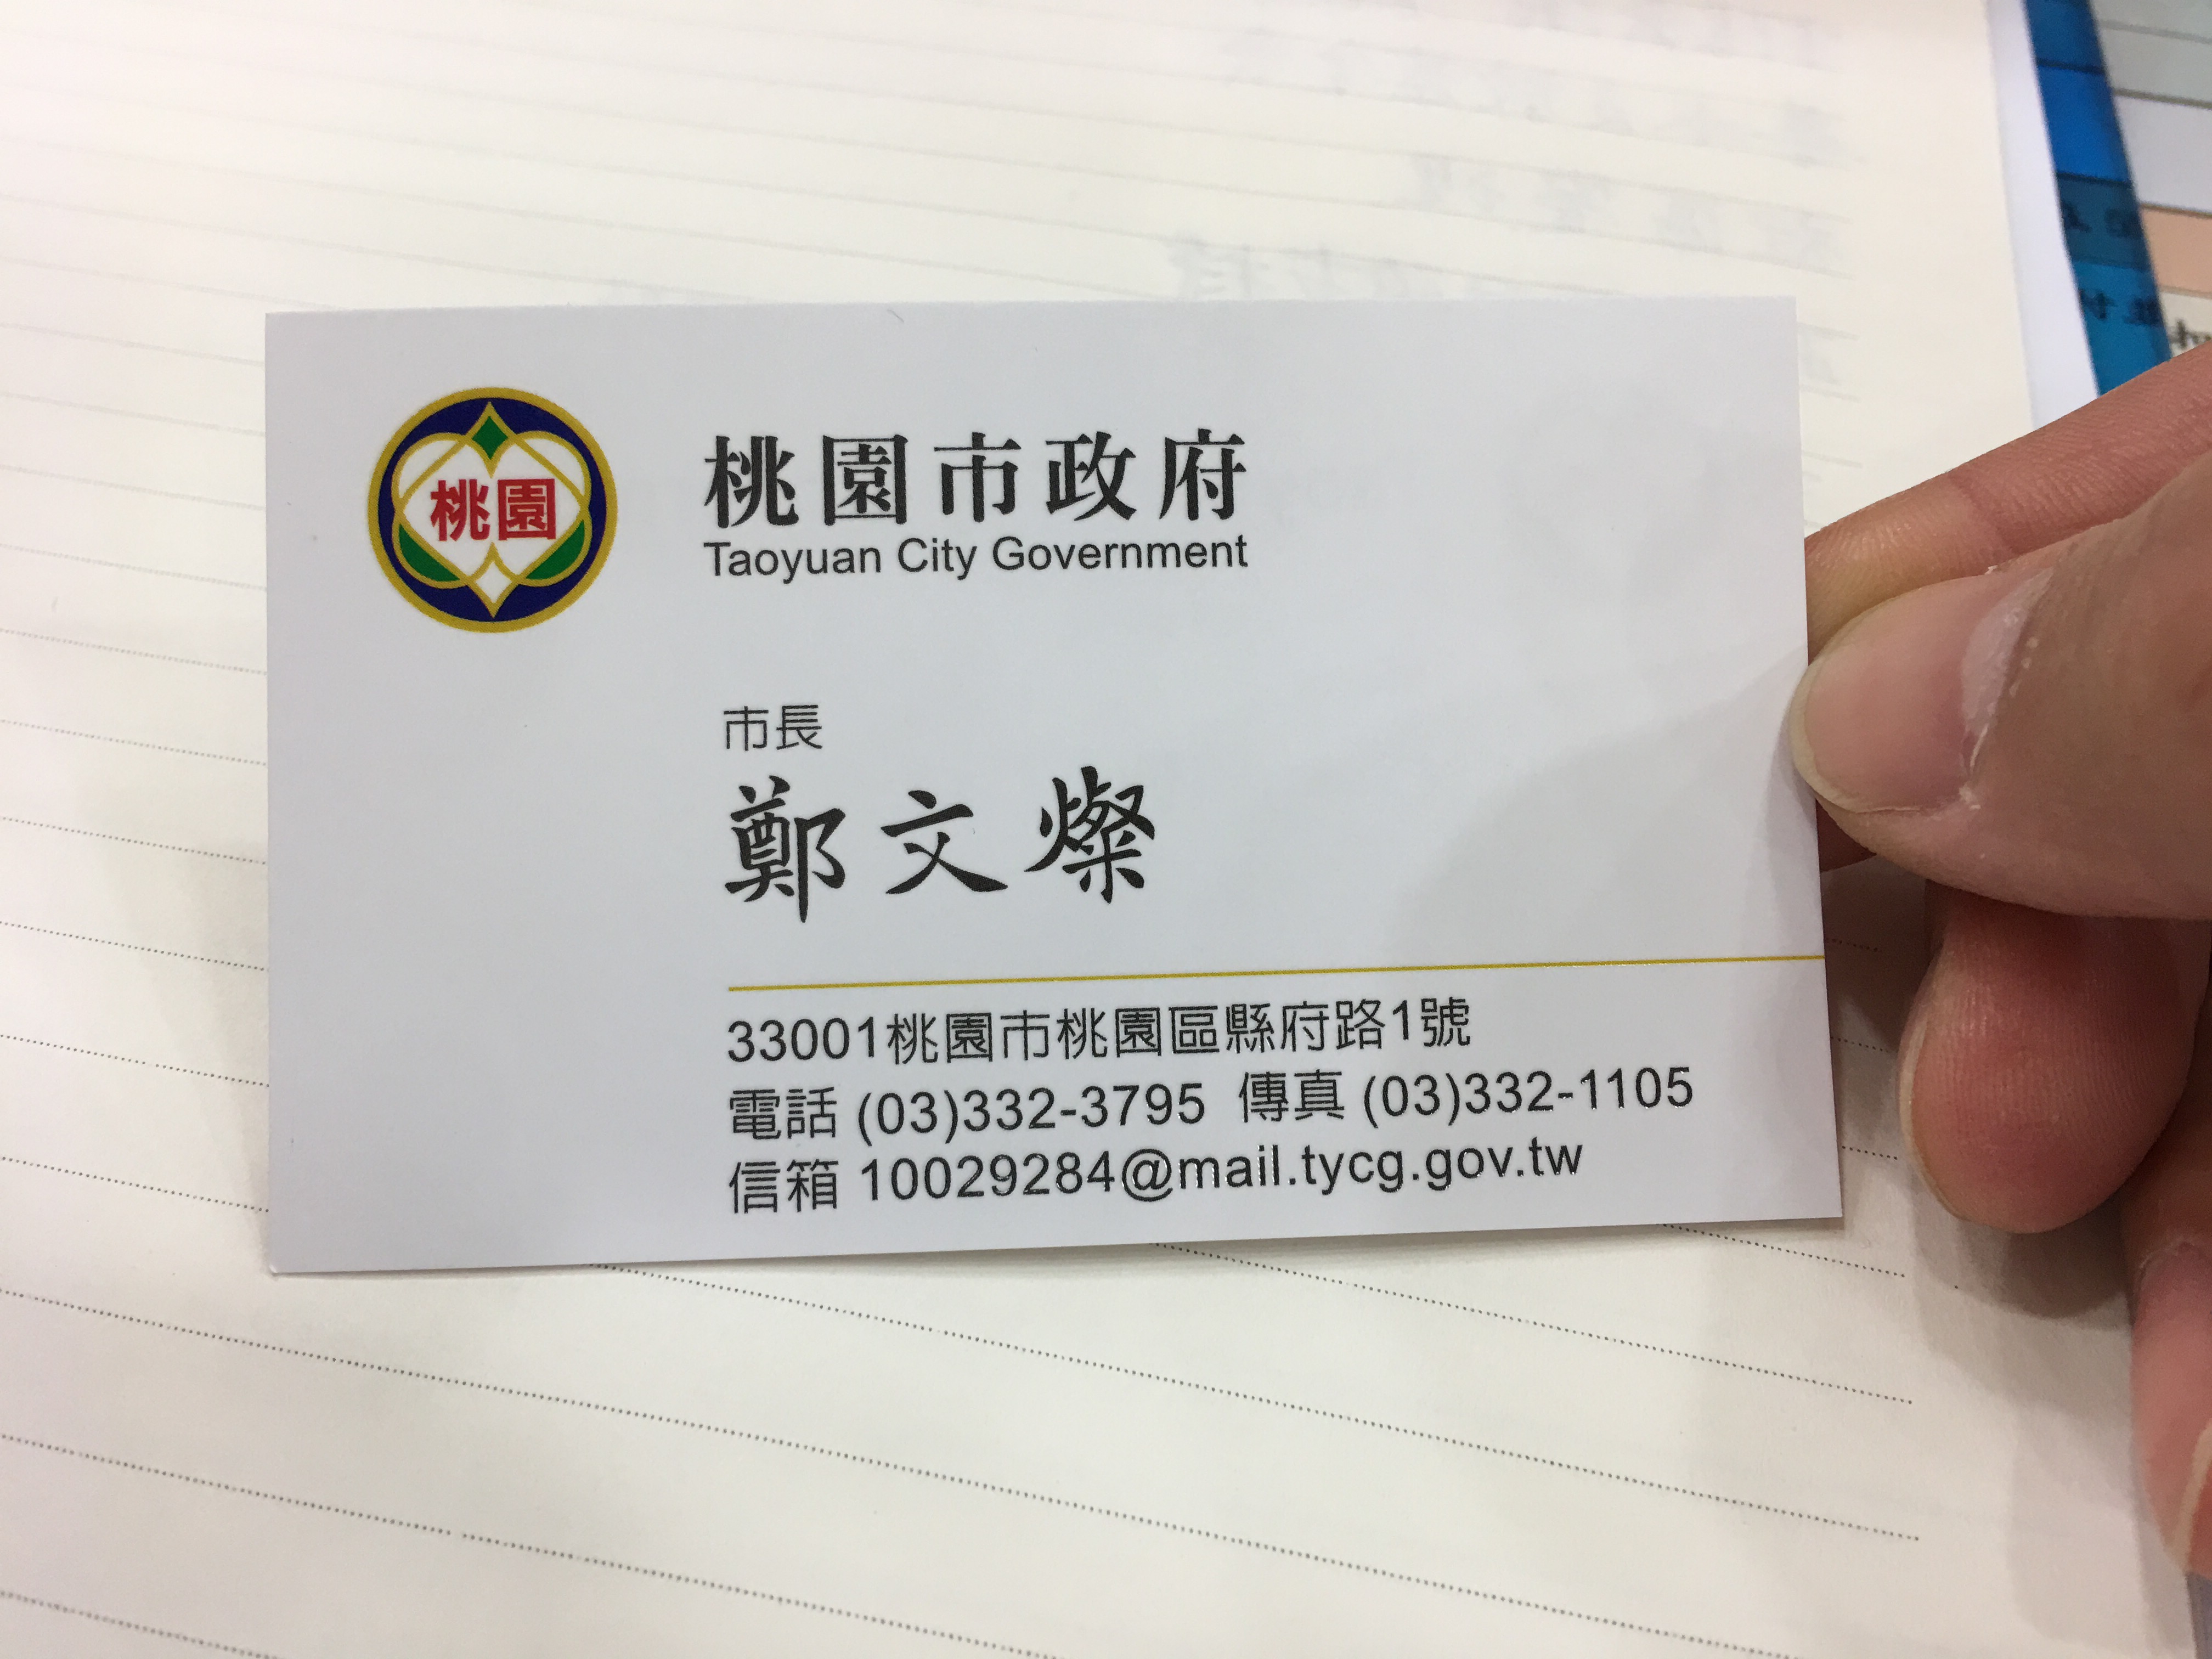 桃園
桃園市政府
Taoyuan City Government
市長
鄭文燦
33001桃園市桃園區縣府路1號
電話 (03)332-3795 傳真 (03)332-1105
信箱 10029284@mail.tycg.gov.tw